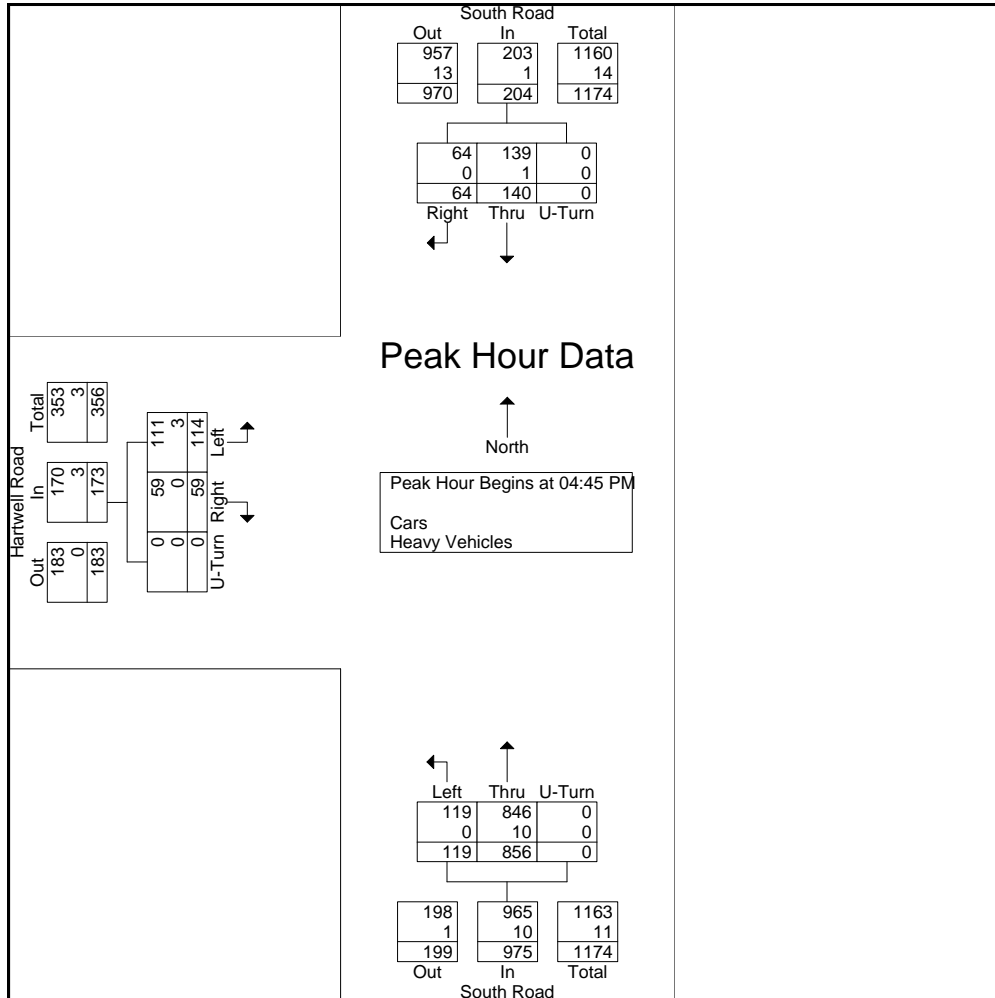 South Road
Out In Total
957 203 1160
13 1 14
970 204 1174
64 139 0
0 1 0
64 140 0
Right Thru U-Turn
Peak Hour Data
North
Peak Hour Begins at 04:45 PM
Cars
Heavy Vehicles
Hartwell Road
Out In Total
183 170 353
0 3 3
183 173 356
0 59 111
0 0 3
0 59 114
U-Turn Right Left
Left Thru U-Turn
119 846 0
0 10 0
119 856 0
198 965 1163
1 10 11
199 975 1174
Out In Total
South Road